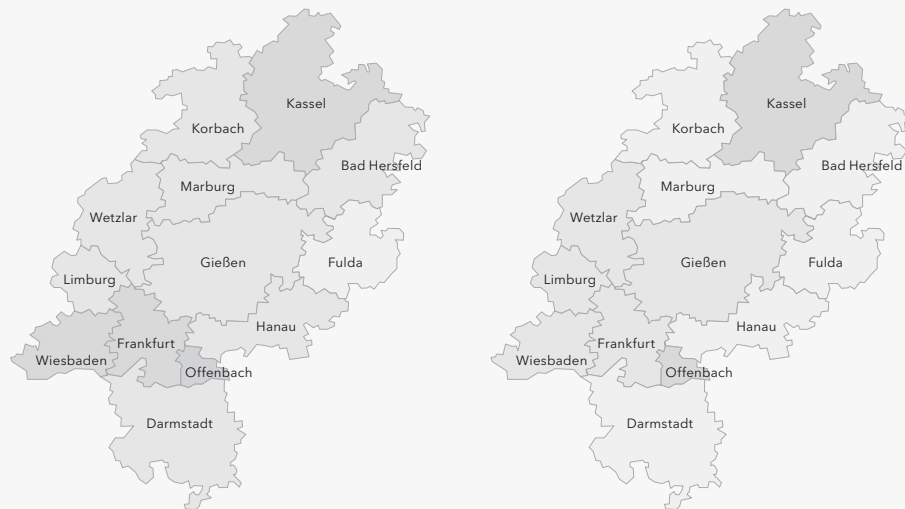 Kassel
Korbach
Bad Hersfeld
Marburg
Wetzlar
Gießen
Fulda
Limburg
Hanau
Frankfurt
Wiesbaden
Offenbach
Darmstadt
Kassel
Korbach
Bad Hersfeld
Marburg
Wetzlar
Gießen
Fulda
Limburg
Hanau
Frankfurt
Wiesbaden
Offenbach
Darmstadt